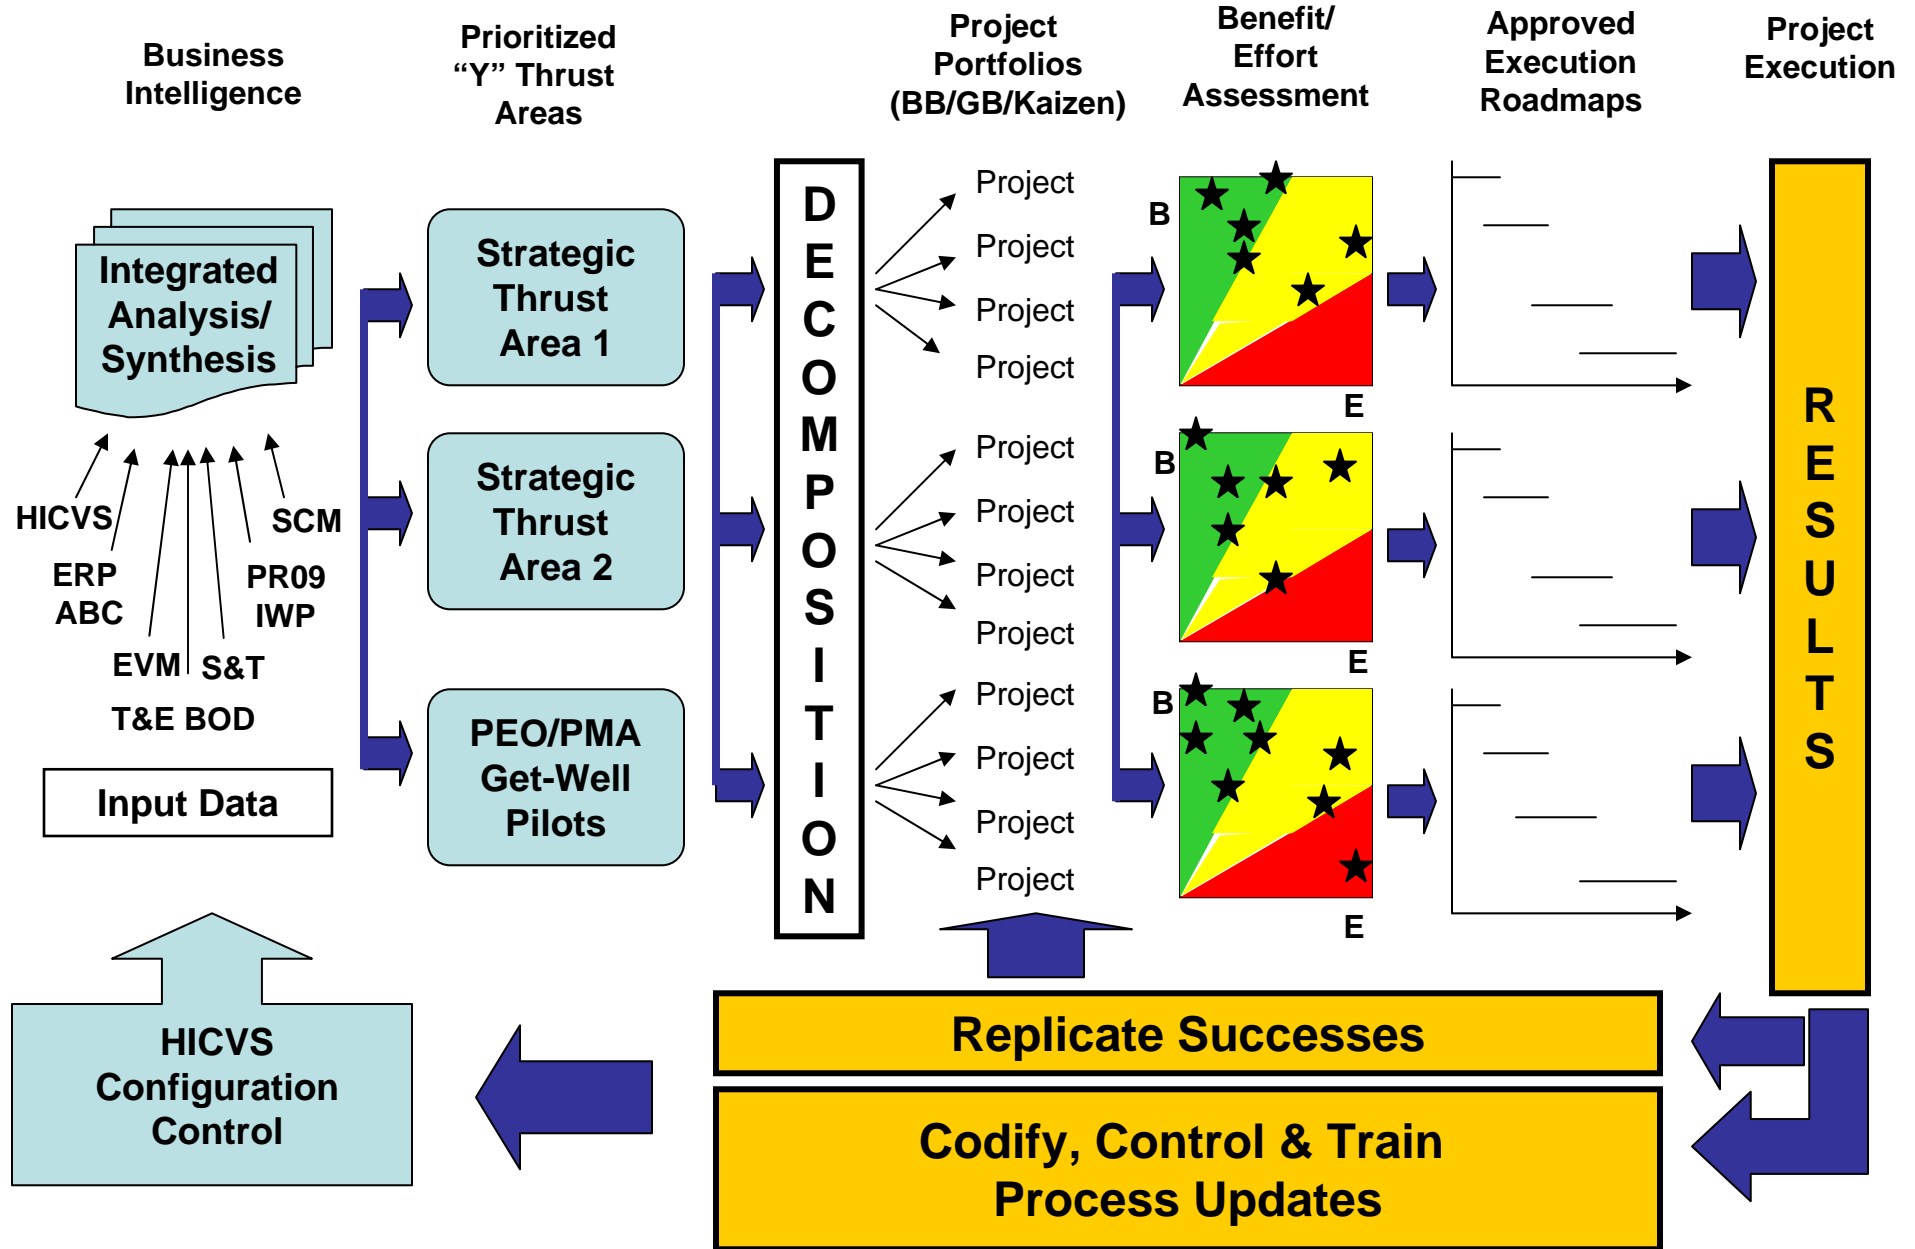 Business
Intelligence
Prioritized
“Y” Thrust
Areas
Project
Portfolios
(BB/GB/Kaizen)
Benefit/
Effort
Assessment
Approved
Execution
Roadmaps
Project
Execution
Integrated
Analysis/
Synthesis
HICVS
SCM
ERP
ABC
PR09
IWP
EVM
S&T
T&E BOD
Input Data
Strategic
Thrust
Area 1
Strategic
Thrust
Area 2
PEO/PMA
Get-Well
Pilots
D
E
C
O
M
P
O
S
I
T
I
O
N
Project
Project
Project
Project
Project
Project
Project
Project
Project
Project
Project
Project
B
E
B
E
B
E
R
E
S
U
L
T
S
HICVS
Configuration
Control
Replicate Successes
Codify, Control & Train
Process Updates